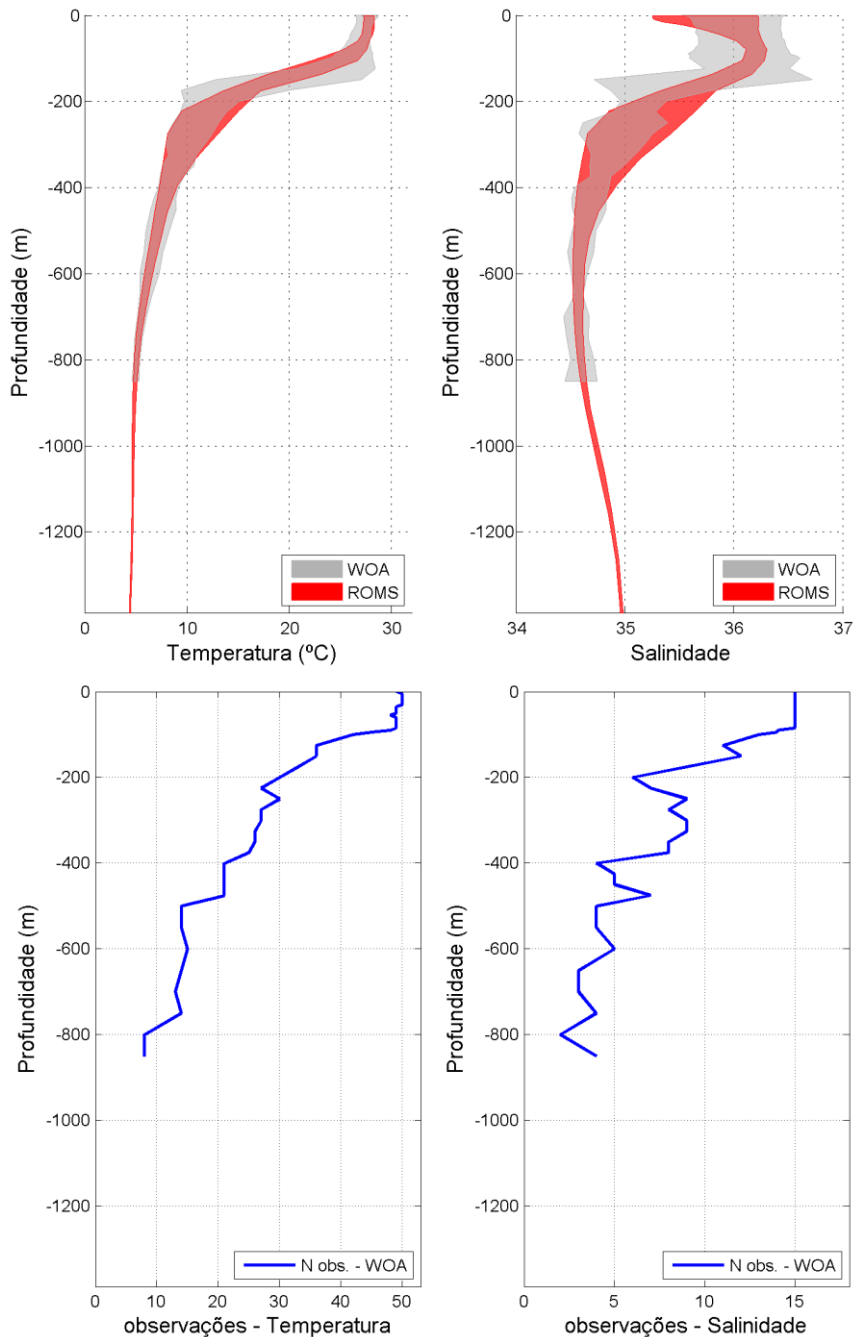 0
-200
-400
-600
-800
-1000
-1200
Profundidade (m)
WOA
ROMS
0 10 20 30
Temperatura (ºC)
0
-200
-400
-600
-800
-1000
-1200
Profundidade (m)
WOA
ROMS
34 35 36 37
Salinidade
0
-200
-400
-600
-800
-1000
-1200
Profundidade (m)
N obs. - WOA
0 10 20 30 40 50
observações - Temperatura
0
-200
-400
-600
-800
-1000
-1200
Profundidade (m)
N obs. - WOA
0 5 10 15
observações - Salinidade